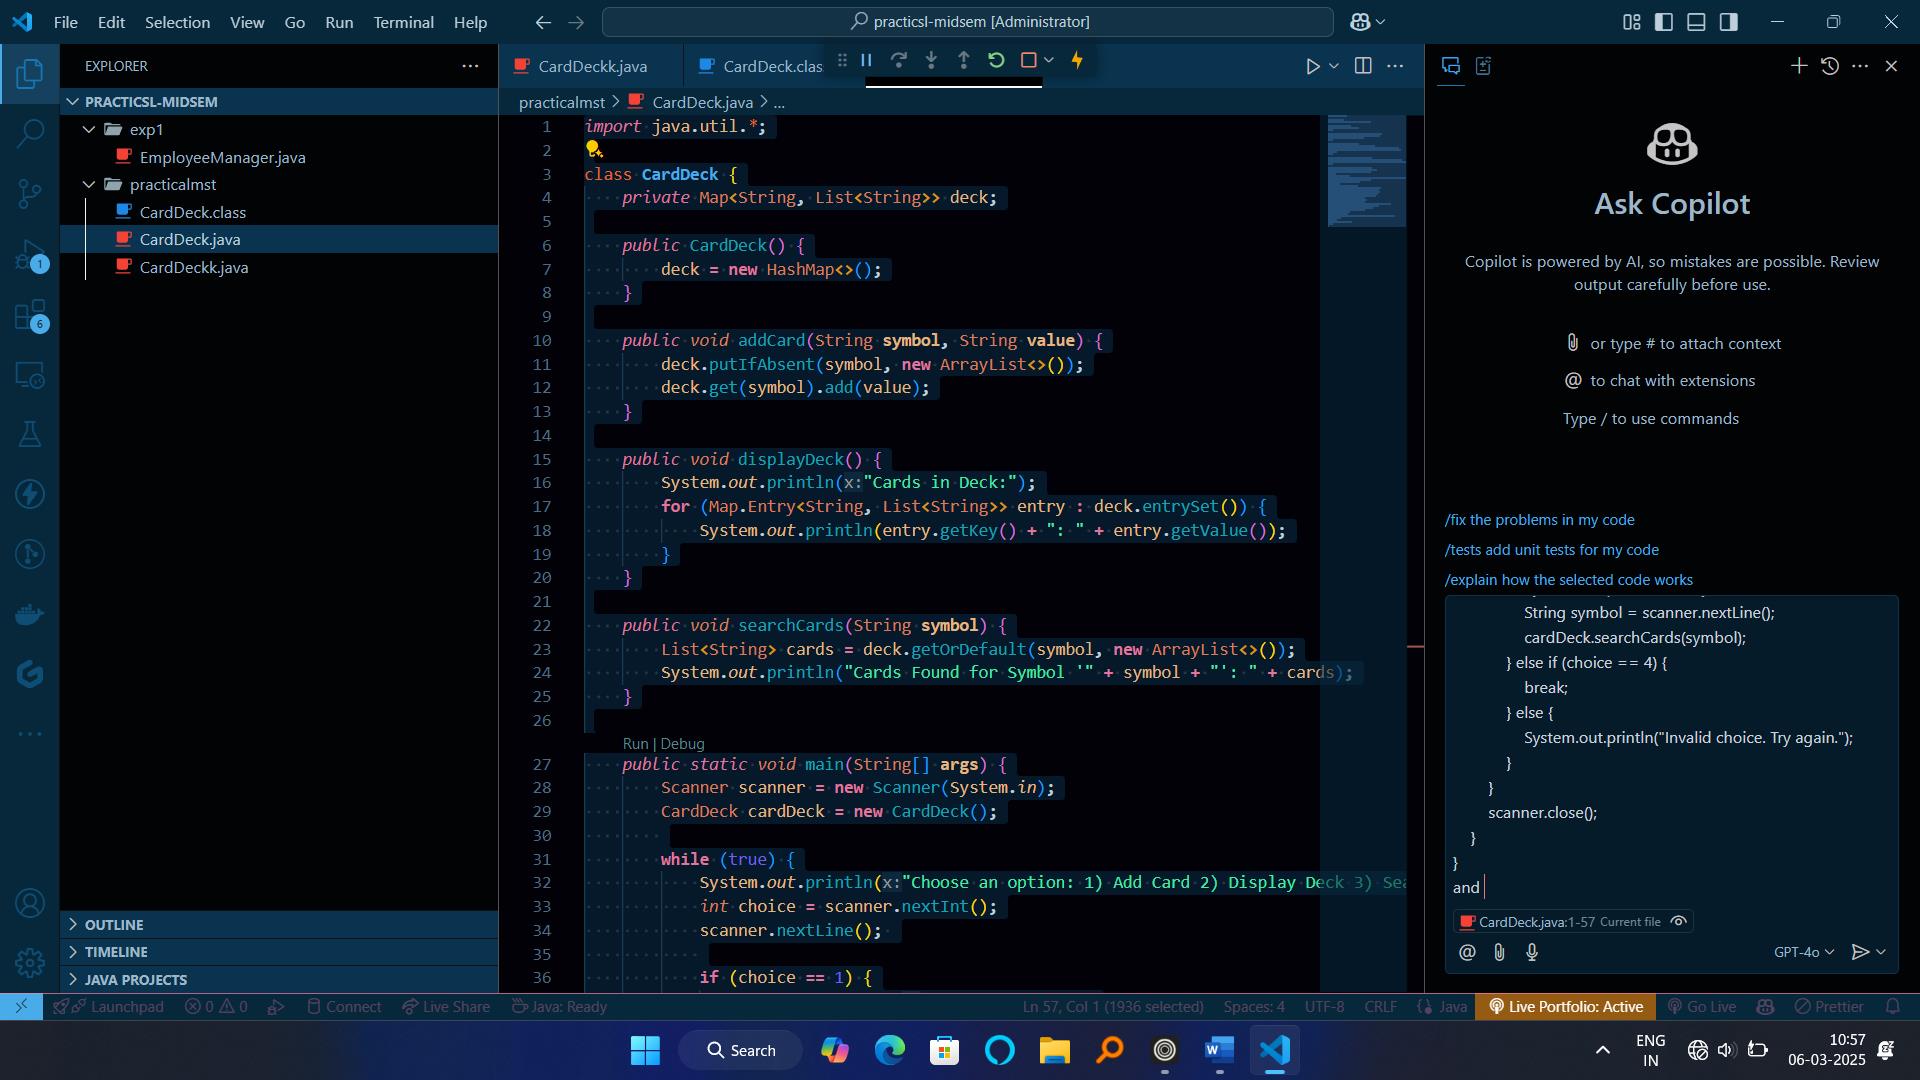 File Edit Selection View Go Run Terminal Help
practicsl-midsem [Administrator]
EXPLORER
PRACTICSL-MIDSEM
exp1
EmployeeManager.java
practicalmst
CardDeck.class
CardDeck.java
CardDeckk.java
OUTLINE
TIMELINE
JAVA PROJECTS
1
6
CardDeckk.java
CardDeck.clas
practicalmst > CardDeck.java > ...
1 import java.util.*;
2
3 class CardDeck {
4 private Map<String, List<String>> deck;
5
6 public CardDeck() {
7 deck = new HashMap<>();
8 }
9
10 public void addCard(String symbol, String value) {
11 deck.putIfAbsent(symbol, new ArrayList<>());
12 deck.get(symbol).add(value);
13 }
14
15 public void displayDeck() {
16 System.out.println(x:"Cards in Deck:");
17 for (Map.Entry<String, List<String>> entry : deck.entrySet()) {
18 System.out.println(entry.getKey() + ": " + entry.getValue());
19 }
20 }
21
22 public void searchCards(String symbol) {
23 List<String> cards = deck.getOrDefault(symbol, new ArrayList<>());
24 System.out.println("Cards Found for Symbol '" + symbol + "': " + cards);
25 }
26
Run | Debug
27 public static void main(String[] args) {
28 Scanner scanner = new Scanner(System.in);
29 CardDeck cardDeck = new CardDeck();
30
31 while (true) {
32 System.out.println(x:"Choose an option: 1) Add Card 2) Display Deck 3) Sea
33 int choice = scanner.nextInt();
34 scanner.nextLine();
35
36 if (choice == 1) {
Ask Copilot
Copilot is powered by AI, so mistakes are possible. Review
output carefully before use.
or type # to attach context
@ to chat with extensions
Type / to use commands
/fix the problems in my code
/tests add unit tests for my code
/explain how the selected code works
String symbol = scanner.nextLine();
cardDeck.searchCards(symbol);
} else if (choice == 4) {
break;
} else {
System.out.println("Invalid choice. Try again.");
}
}
scanner.close();
}
}
and
CardDeck.java:1-57 Current file
@ GPT-4o
Launchpad 0 0 Connect Live Share Java: Ready
Ln 57, Col 1 (1936 selected) Spaces: 4 UTF-8 CRLF {} Java Live Portfolio: Active Go Live Prettier
Search
ENG
IN
10:57
06-03-2025